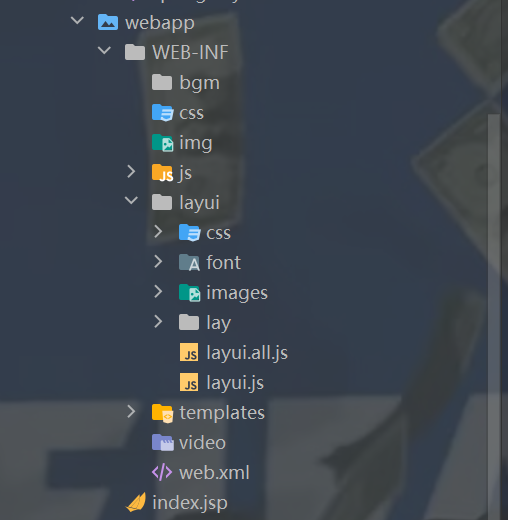 webapp
WEB-INF
bgm
css
img
js
layui
css
font
images
lay
layui.all.js
layui.js
templates
video
web.xml
index.jsp